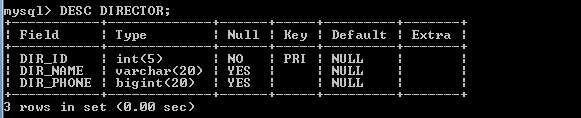 mysql> DESC DIRECTOR;
+-----------+-------------+------+-----+---------+-------+
| Field     | Type        | Null | Key | Default | Extra |
+-----------+-------------+------+-----+---------+-------+
| DIR_ID    | int(5)      | NO   | PRI | NULL    |       |
| DIR_NAME  | varchar(20) | YES  |     | NULL    |       |
| DIR_PHONE | bigint(20)  | YES  |     | NULL    |       |
+-----------+-------------+------+-----+---------+-------+
3 rows in set (0.00 sec)